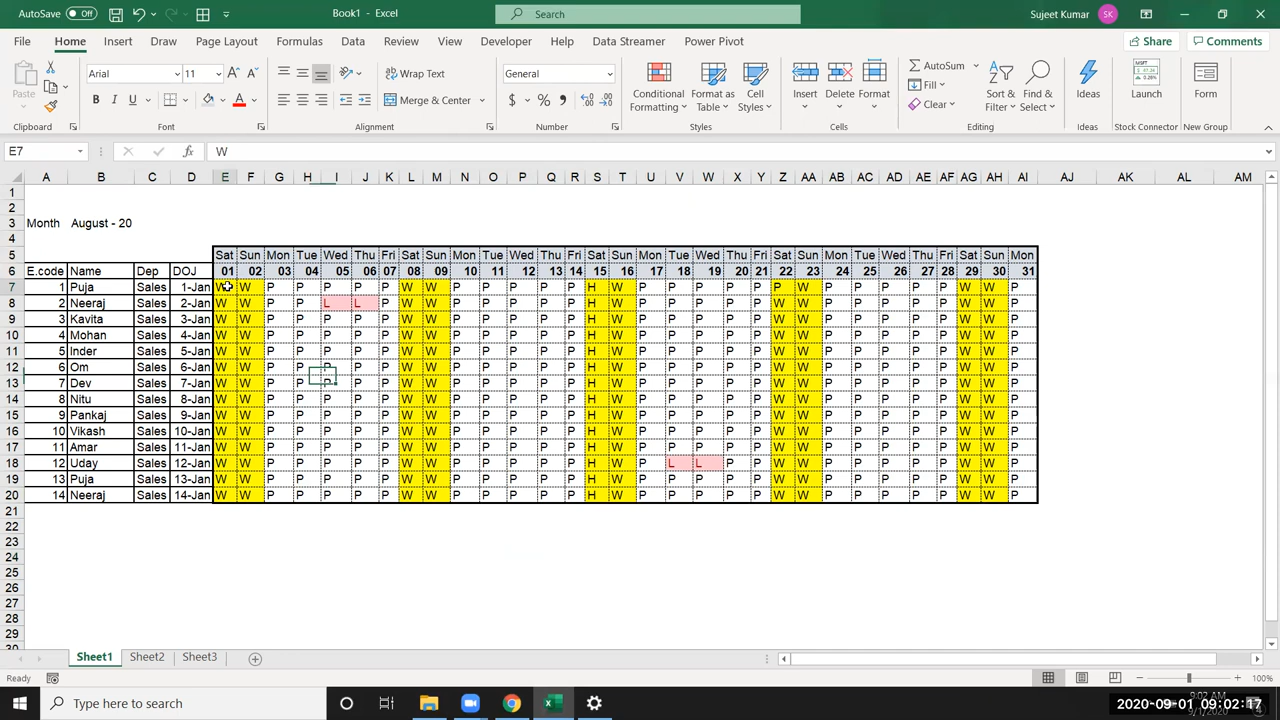 AutoSave Off Book1 - Excel Search Sujeet Kumar SK
File Home Insert Draw Page Layout Formulas Data Review View Developer Help Data Streamer Power Pivot Share Comments
Paste Arial 11 Wrap Text General Conditional Formatting Format as Table Cell Styles Insert Delete Format AutoSum Sort & Filter Find & Select Ideas Launch Form
B I U A Merge & Center $ % Fill Clear
Clipboard Font Alignment Number Styles Cells Editing Ideas Stock Connector New Group
E7 fx W
A B C D E F G H I J K L M N O P Q R S T U V W X Y Z AA AB AC AD AE AF AG AH AI AJ AK AL AM
1
2
3 Month August - 20
4
5 Sat Sun Mon Tue Wed Thu Fri Sat Sun Mon Tue Wed Thu Fri Sat Sun Mon Tue Wed Thu Fri Sat Sun Mon Tue Wed Thu Fri Sat Sun Mon
6 E.code Name Dep DOJ 01 02 03 04 05 06 07 08 09 10 11 12 13 14 15 16 17 18 19 20 21 22 23 24 25 26 27 28 29 30 31
7 1 Puja Sales 1-Jan W W P P P P P W W P P P P P H W P P P P P P W P P P P P W W P
8 2 Neeraj Sales 2-Jan W W P P L L P W W P P P P P H W P P P P P W W P P P P P W W P
9 3 Kavita Sales 3-Jan W W P P P P P W W P P P P P H W P P P P P W W P P P P P W W P
10 4 Mohan Sales 4-Jan W W P P P P P W W P P P P P H W P P P P P W W P P P P P W W P
11 5 Inder Sales 5-Jan W W P P P P P W W P P P P P H W P P P P P W W P P P P P W W P
12 6 Om Sales 6-Jan W W P P P P P W W P P P P P H W P P P P P W W P P P P P W W P
13 7 Dev Sales 7-Jan W W P P P P P W W P P P P P H W P P P P P W W P P P P P W W P
14 8 Nitu Sales 8-Jan W W P P P P P W W P P P P P H W P P P P P W W P P P P P W W P
15 9 Pankaj Sales 9-Jan W W P P P P P W W P P P P P H W P P P P P W W P P P P P W W P
16 10 Vikash Sales 10-Jan W W P P P P P W W P P P P P H W P P P P P W W P P P P P W W P
17 11 Amar Sales 11-Jan W W P P P P P W W P P P P P H W P P P P P W W P P P P P W W P
18 12 Uday Sales 12-Jan W W P P P P P W W P P P P P H W P L L P P W W P P P P P W W P
19 13 Puja Sales 13-Jan W W P P P P P W W P P P P P H W P P P P P W W P P P P P W W P
20 14 Neeraj Sales 14-Jan W W P P P P P W W P P P P P H W P P P P P W W P P P P P W W P
21
22
23
24
25
26
27
28
29
30
Sheet1 Sheet2 Sheet3
Ready 100%
Type here to search 9:02 AM
2020-09-01 09:02:17
9/1/2020